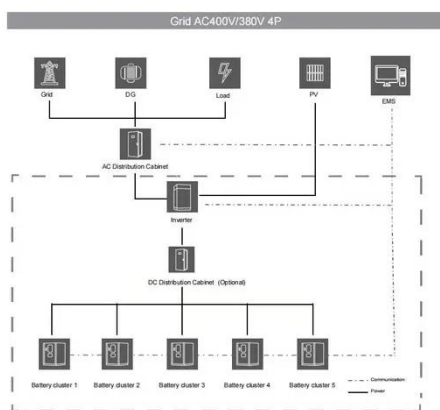 Grid AC400V/380V 4P
Grid
DG
Load
PV
EMS
AC Distribution Cabinet
Inverter
DC Distribution Cabinet (Optional)
Battery cluster 1
Battery cluster 2
Battery cluster 3
Battery cluster 4
Battery cluster 5
Communication
Power